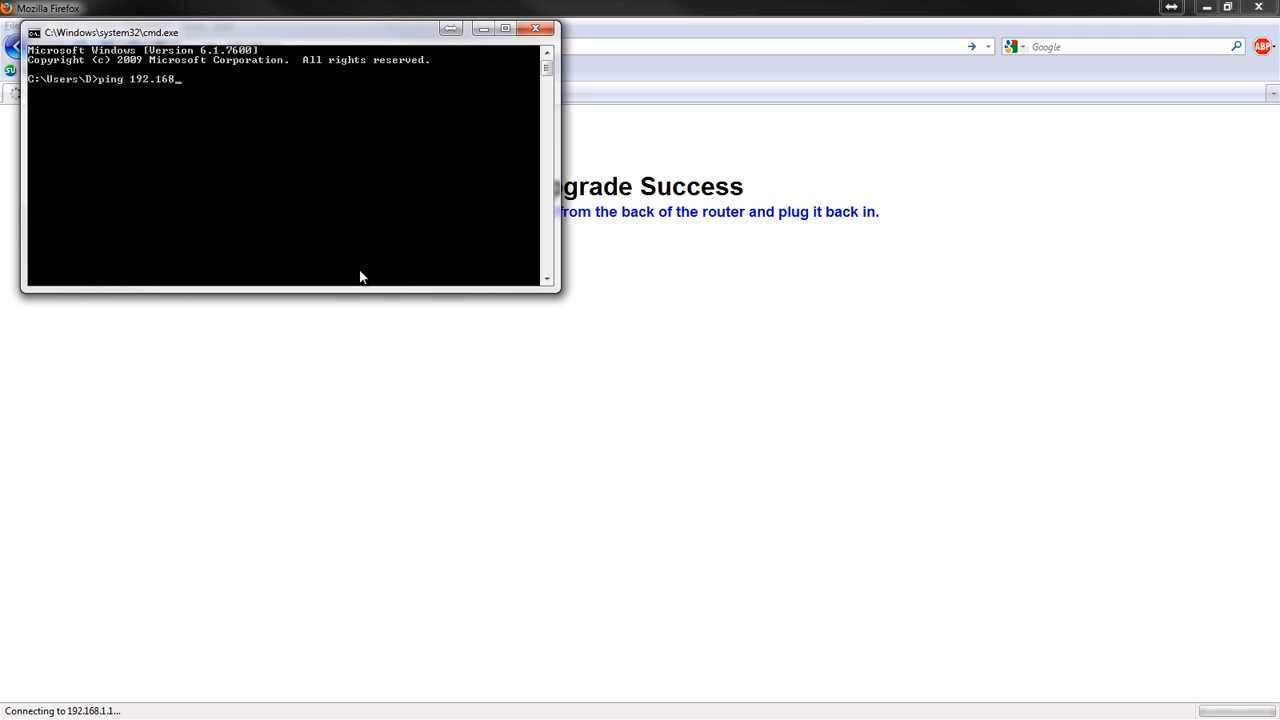 Mozilla Firefox
C:\Windows\system32\cmd.exe
Microsoft Windows [Version 6.1.7600]
Copyright (c) 2009 Microsoft Corporation.  All rights reserved.
C:\Users\D>ping 192.168_
Google
ABP
grade Success
from the back of the router and plug it back in.
Connecting to 192.168.1.1...